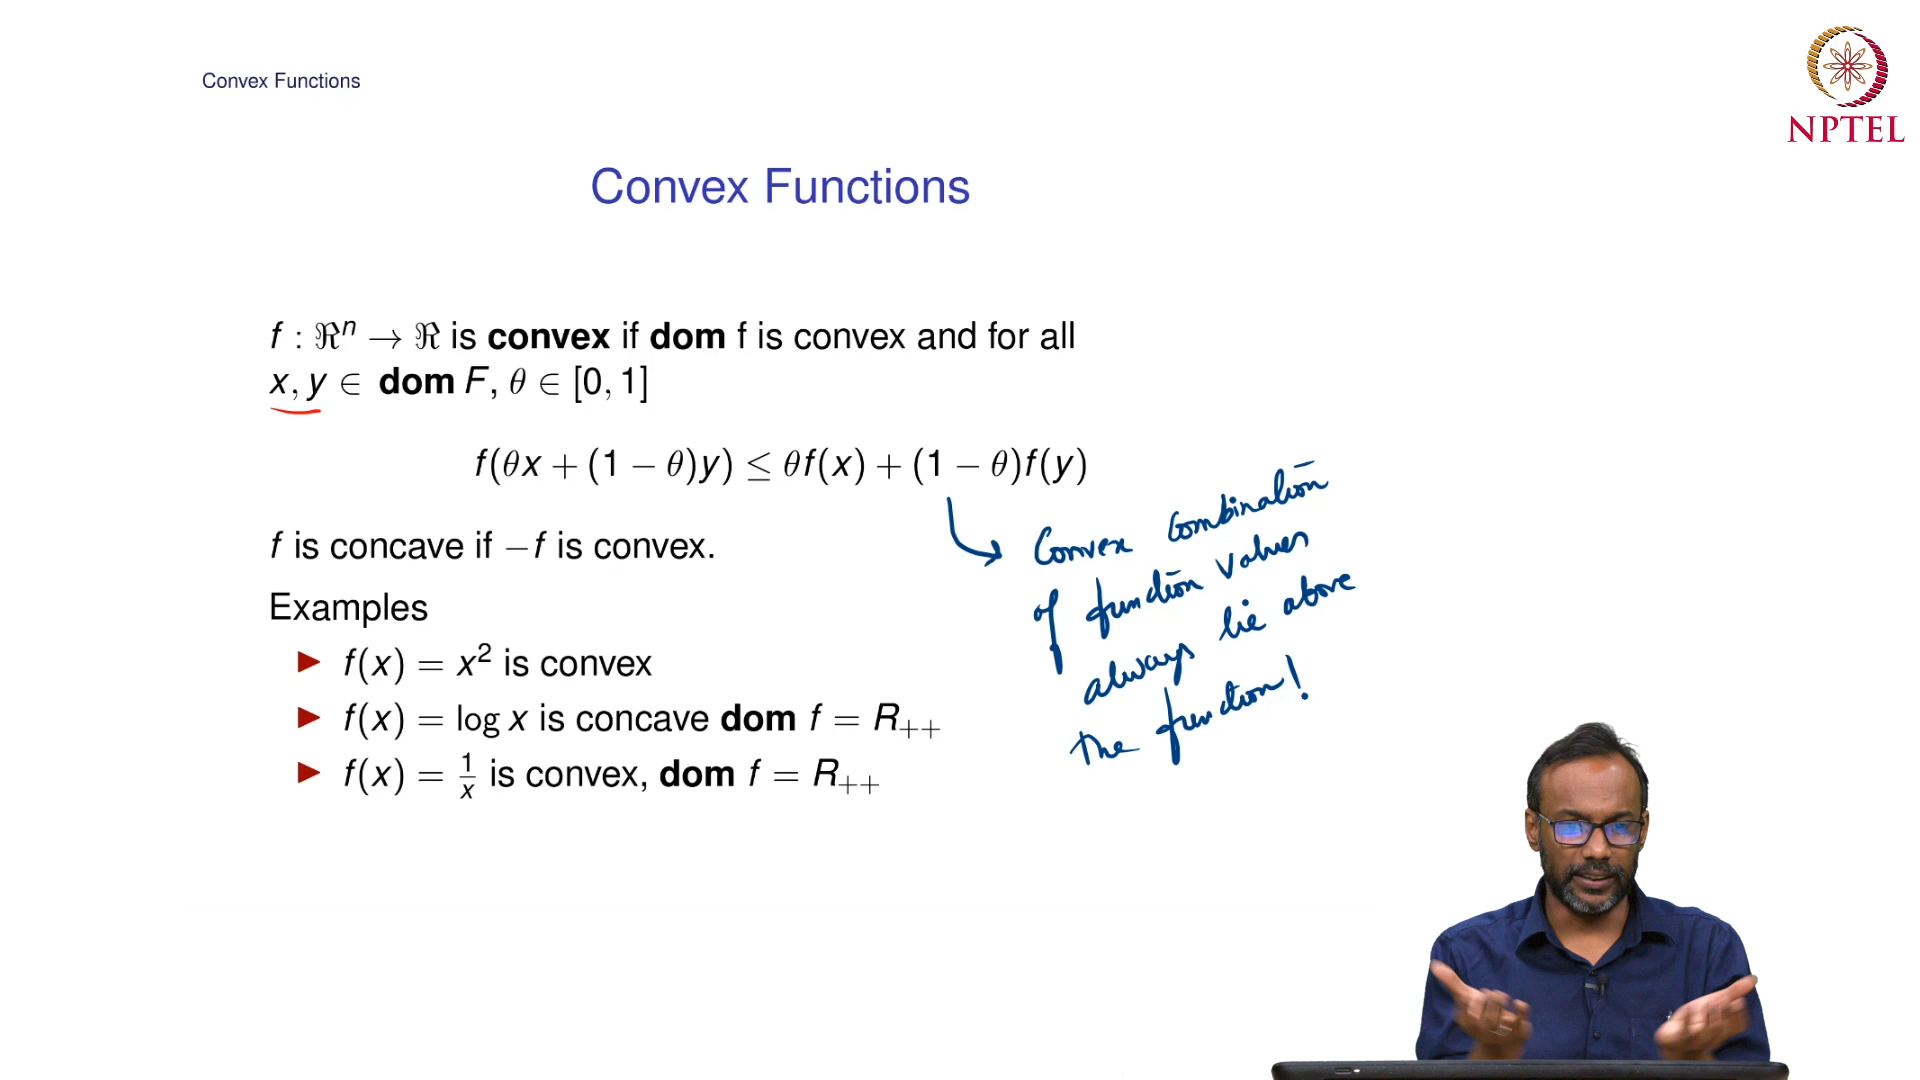 Convex Functions
NPTEL
Convex Functions
f : ℜⁿ → ℜ is convex if dom f is convex and for all
x, y ∈ dom F, θ ∈ [0, 1]
f(θx + (1 − θ)y) ≤ θf(x) + (1 − θ)f(y)
f is concave if −f is convex.
Examples
▶ f(x) = x² is convex
▶ f(x) = log x is concave dom f = R₊₊
▶ f(x) = 1/x is convex, dom f = R₊₊
Convex combination
of function values
always lie above
the function!